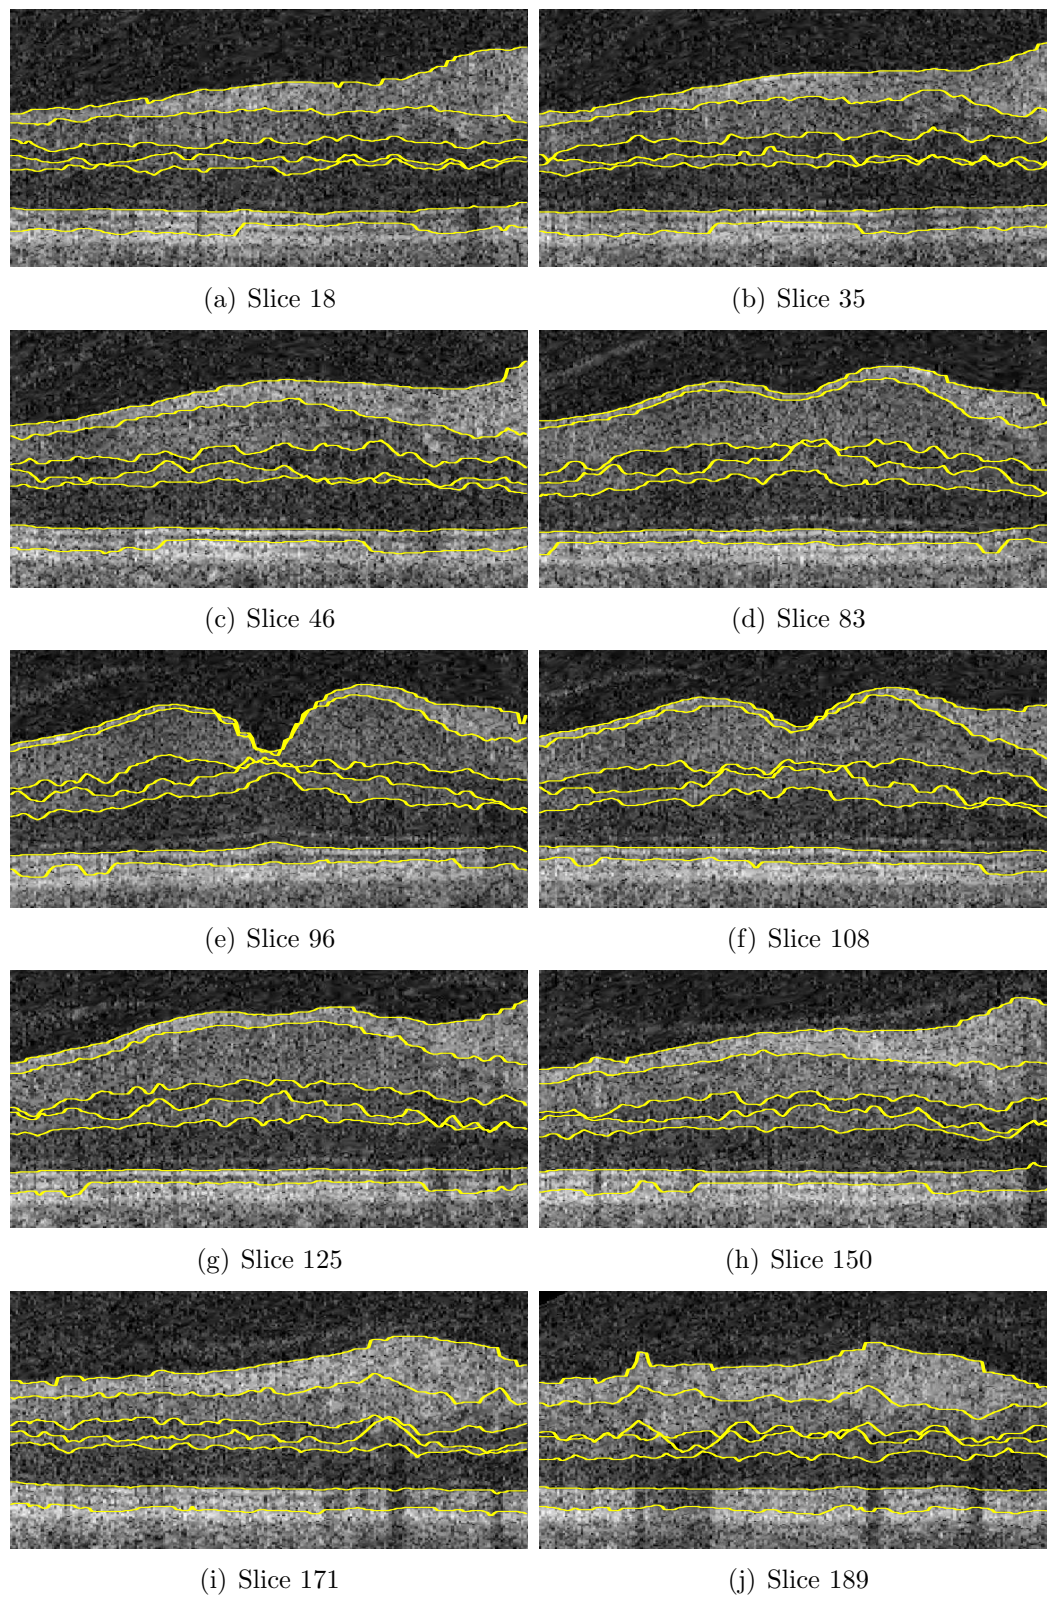 (a) Slice 18
(b) Slice 35
(c) Slice 46
(d) Slice 83
(e) Slice 96
(f) Slice 108
(g) Slice 125
(h) Slice 150
(i) Slice 171
(j) Slice 189